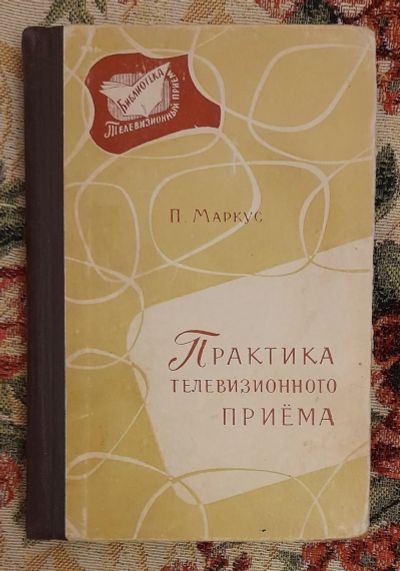 Библиотека
Телевизионный приём
П. Маркус
Практика
телевизионного
приёма